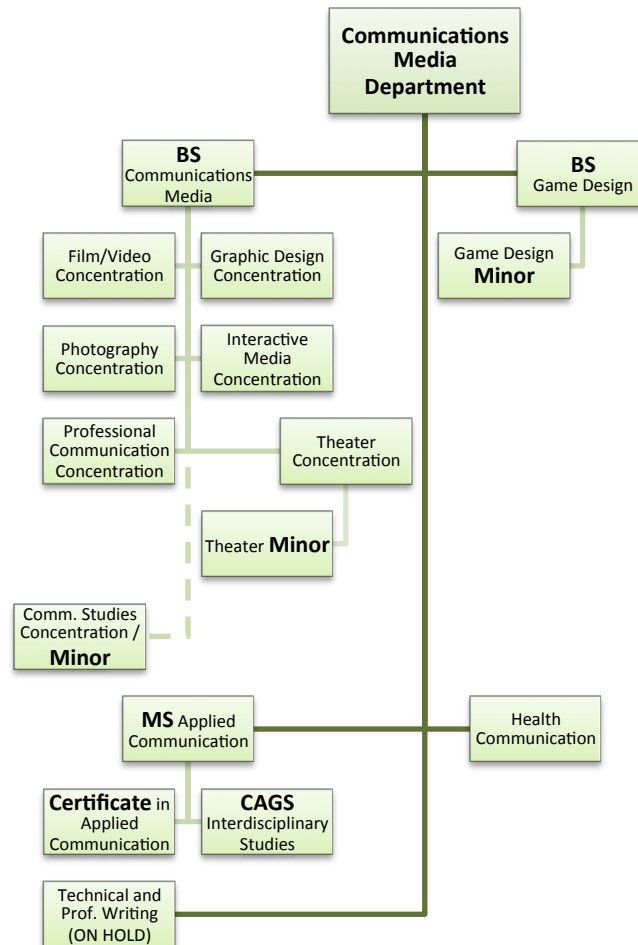 Communications
Media
Department
BS
Communications
Media
BS
Game Design
Film/Video
Concentration
Graphic Design
Concentration
Game Design
Minor
Photography
Concentration
Interactive
Media
Concentration
Professional
Communication
Concentration
Theater
Concentration
Theater Minor
Comm. Studies
Concentration /
Minor
MS Applied
Communication
Health
Communication
Certificate in
Applied
Communication
CAGS
Interdisciplinary
Studies
Technical and
Prof. Writing
(ON HOLD)